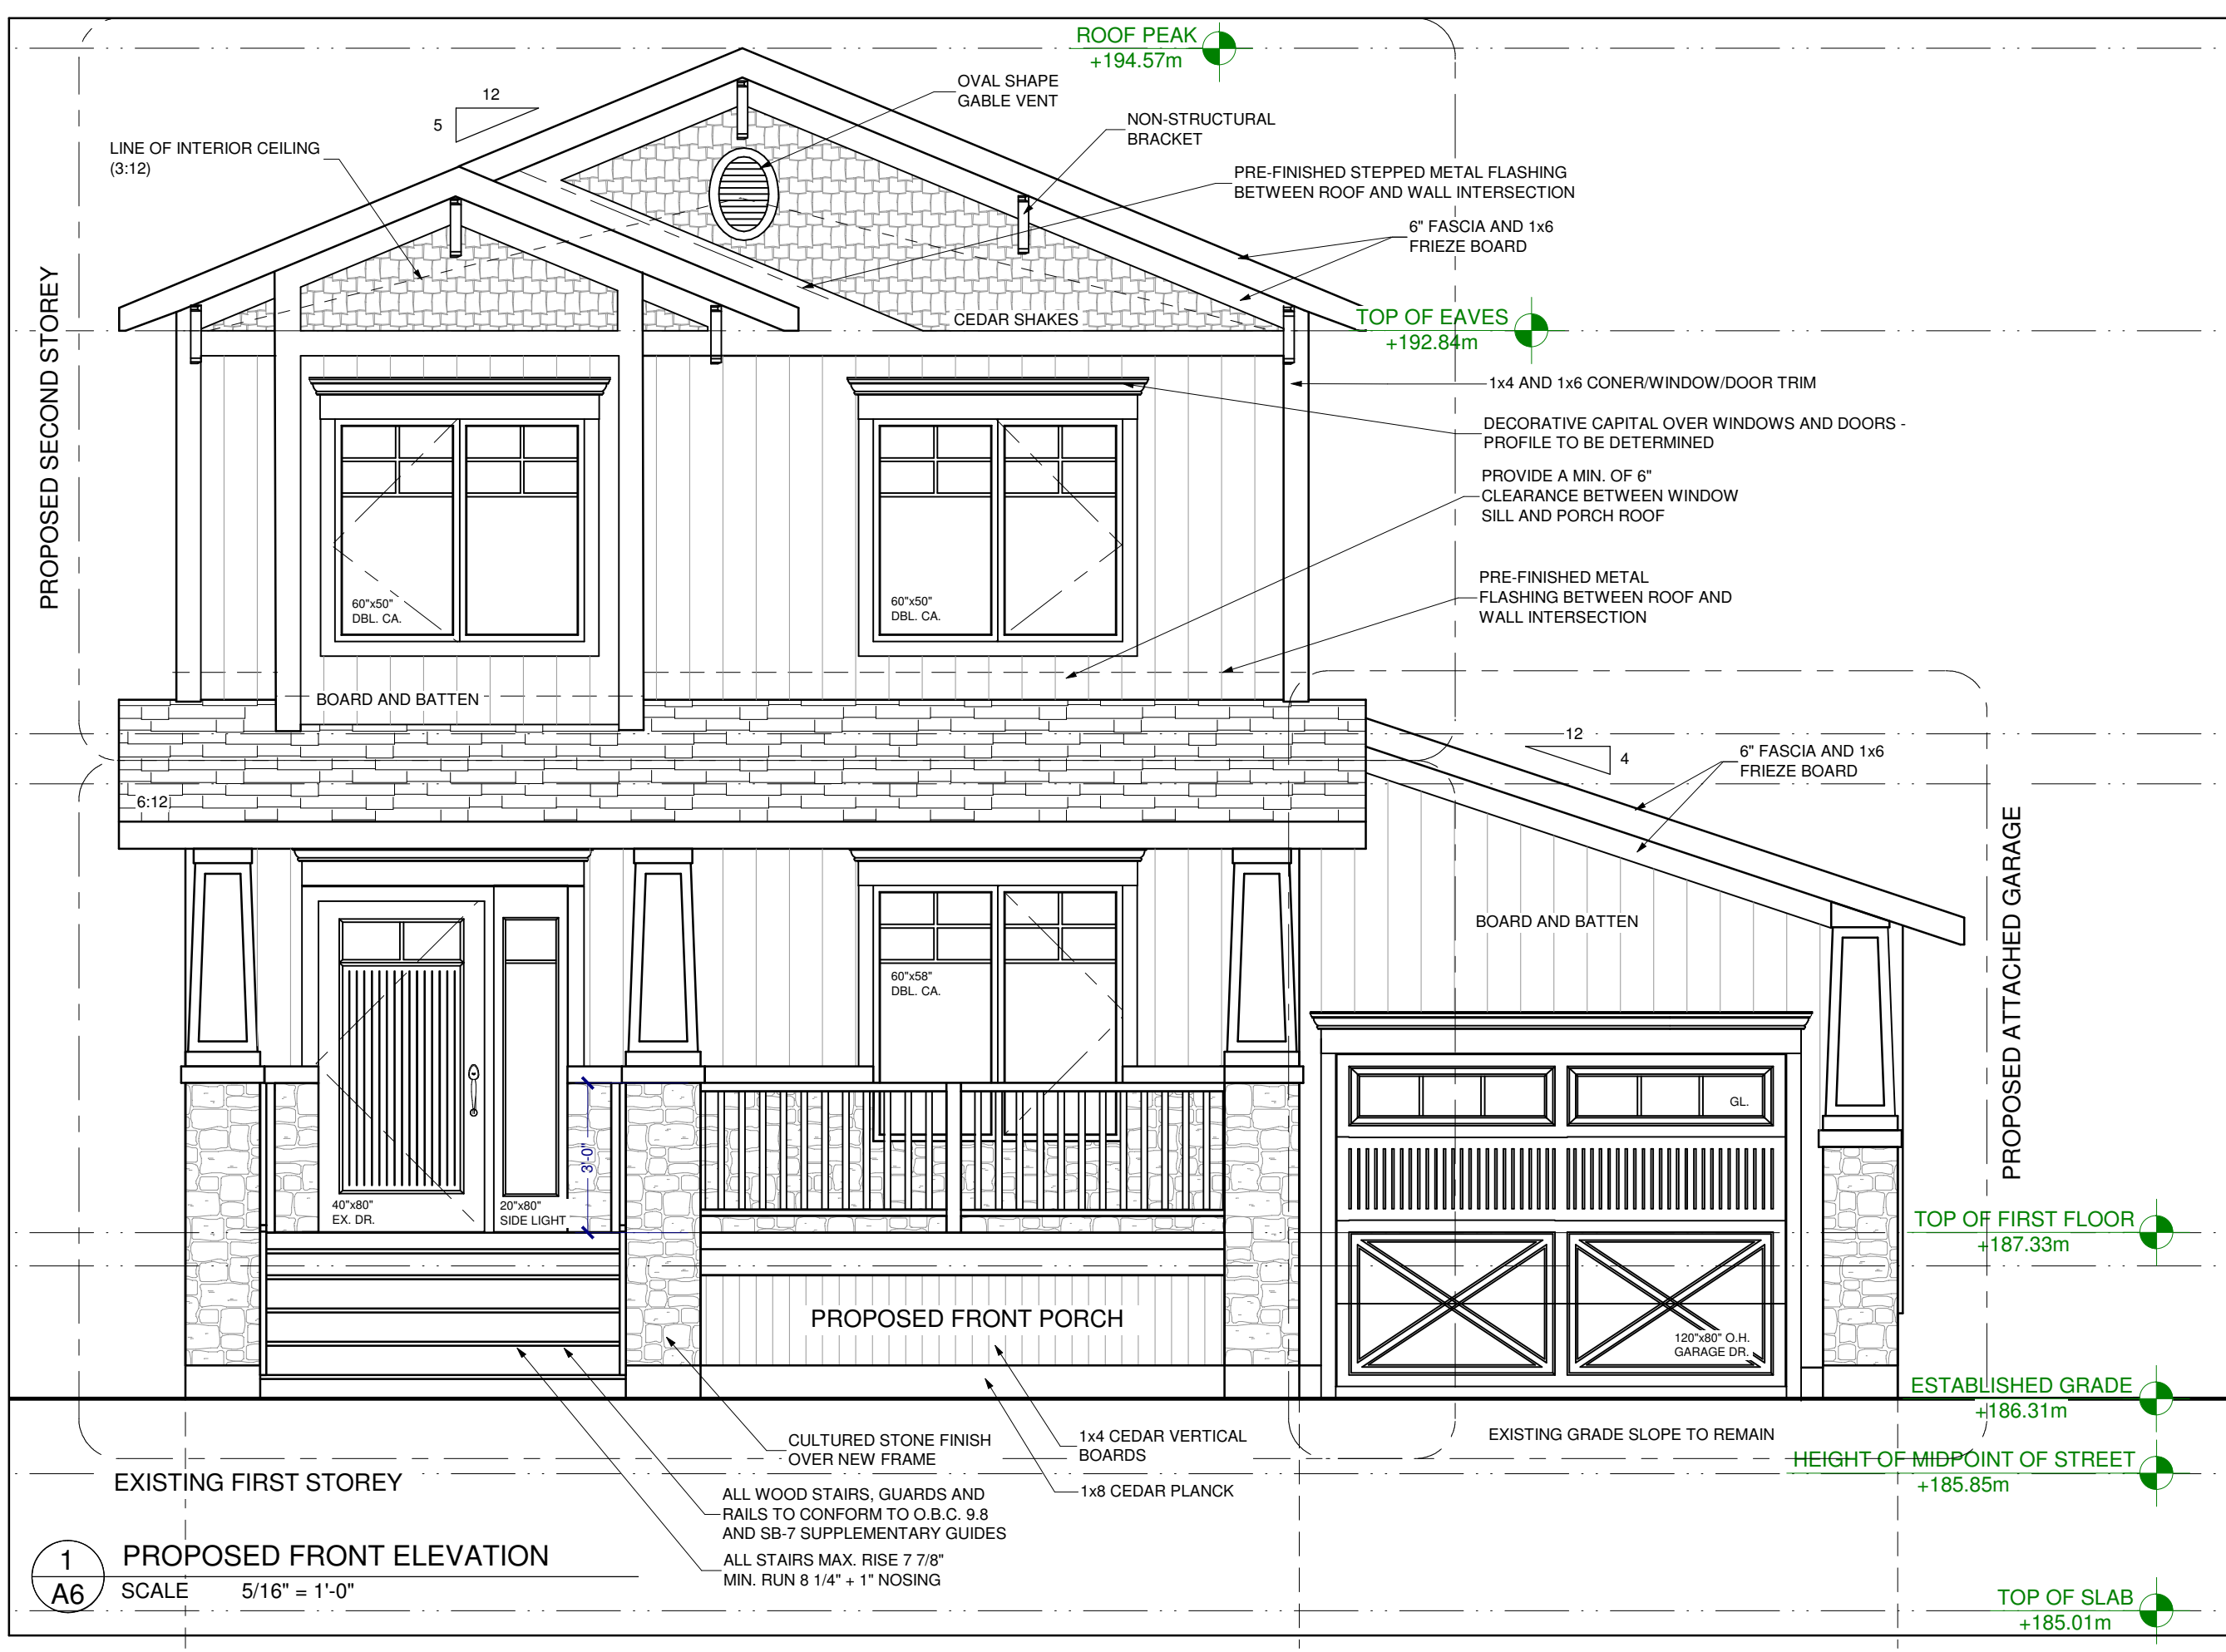 ROOF PEAK
+194.57m
OVAL SHAPE
GABLE VENT
12
5
NON-STRUCTURAL
BRACKET
LINE OF INTERIOR CEILING
(3:12)
PRE-FINISHED STEPPED METAL FLASHING
BETWEEN ROOF AND WALL INTERSECTION
6" FASCIA AND 1x6
FRIEZE BOARD
PROPOSED SECOND STOREY
CEDAR SHAKES
TOP OF EAVES
+192.84m
1x4 AND 1x6 CONER/WINDOW/DOOR TRIM
DECORATIVE CAPITAL OVER WINDOWS AND DOORS -
PROFILE TO BE DETERMINED
PROVIDE A MIN. OF 6"
CLEARANCE BETWEEN WINDOW
SILL AND PORCH ROOF
PRE-FINISHED METAL
FLASHING BETWEEN ROOF AND
WALL INTERSECTION
60"x50"
DBL. CA.
60"x50"
DBL. CA.
BOARD AND BATTEN
12
4
6" FASCIA AND 1x6
FRIEZE BOARD
6:12
PROPOSED ATTACHED GARAGE
BOARD AND BATTEN
60"x58"
DBL. CA.
GL.
3'-0"
40"x80"
EX. DR.
20"x80"
SIDE LIGHT
TOP OF FIRST FLOOR
+187.33m
PROPOSED FRONT PORCH
120"x80" O.H.
GARAGE DR.
ESTABLISHED GRADE
+186.31m
CULTURED STONE FINISH
OVER NEW FRAME
1x4 CEDAR VERTICAL
BOARDS
EXISTING GRADE SLOPE TO REMAIN
HEIGHT OF MIDPOINT OF STREET
+185.85m
EXISTING FIRST STOREY
1x8 CEDAR PLANCK
ALL WOOD STAIRS, GUARDS AND
RAILS TO CONFORM TO O.B.C. 9.8
AND SB-7 SUPPLEMENTARY GUIDES
ALL STAIRS MAX. RISE 7 7/8"
MIN. RUN 8 1/4" + 1" NOSING
1
A6
PROPOSED FRONT ELEVATION
SCALE 5/16" = 1'-0"
TOP OF SLAB
+185.01m